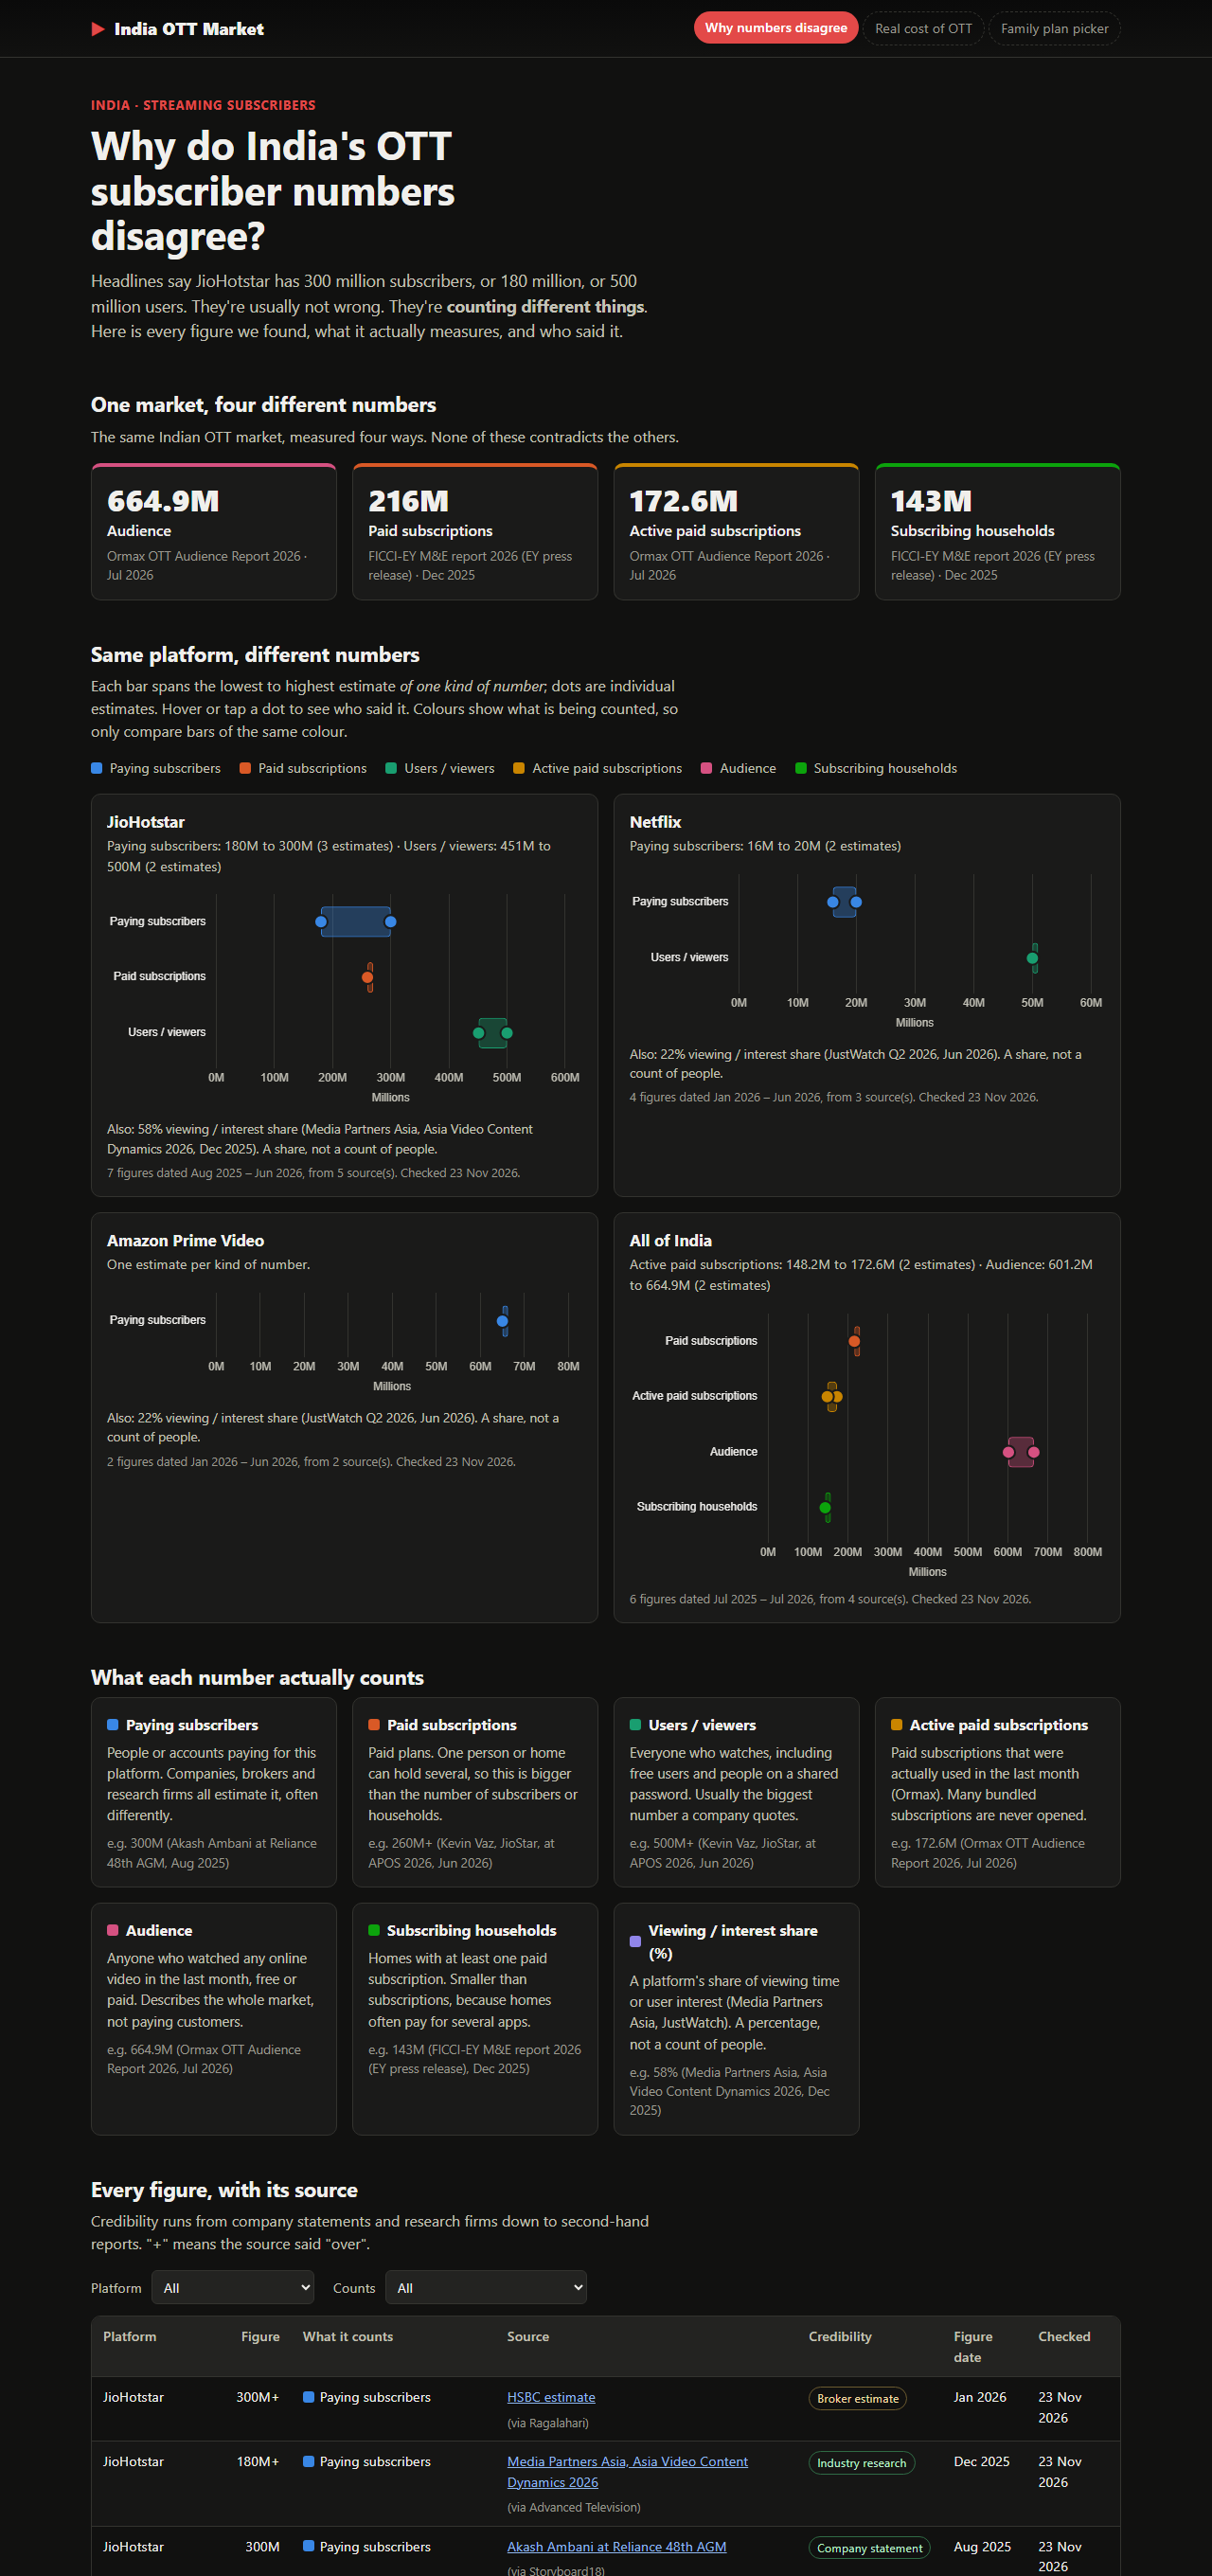 India OTT Market
Why numbers disagree
Real cost of OTT
Family plan picker
INDIA · STREAMING SUBSCRIBERS
Why do India's OTT
subscriber numbers
disagree?
Headlines say JioHotstar has 300 million subscribers, or 180 million, or 500
million users. They're usually not wrong. They're counting different things.
Here is every figure we found, what it actually measures, and who said it.
One market, four different numbers
The same Indian OTT market, measured four ways. None of these contradicts the others.
664.9M
Audience
Ormax OTT Audience Report 2026 ·
Jul 2026
216M
Paid subscriptions
FICCI-EY M&E report 2026 (EY press
release) · Dec 2025
172.6M
Active paid subscriptions
Ormax OTT Audience Report 2026 ·
Jul 2026
143M
Subscribing households
FICCI-EY M&E report 2026 (EY press
release) · Dec 2025
Same platform, different numbers
Each bar spans the lowest to highest estimate of one kind of number; dots are individual
estimates. Hover or tap a dot to see who said it. Colours show what is being counted, so
only compare bars of the same colour.
Paying subscribers
Paid subscriptions
Users / viewers
Active paid subscriptions
Audience
Subscribing households
JioHotstar
Paying subscribers: 180M to 300M (3 estimates) · Users / viewers: 451M to
500M (2 estimates)
Paying subscribers
Paid subscriptions
Users / viewers
0M 100M 200M 300M 400M 500M 600M
Millions
Also: 58% viewing / interest share (Media Partners Asia, Asia Video Content
Dynamics 2026, Dec 2025). A share, not a count of people.
7 figures dated Aug 2025 – Jun 2026, from 5 source(s). Checked 23 Nov 2026.
Netflix
Paying subscribers: 16M to 20M (2 estimates)
Paying subscribers
Users / viewers
0M 10M 20M 30M 40M 50M 60M
Millions
Also: 22% viewing / interest share (JustWatch Q2 2026, Jun 2026). A share, not a
count of people.
4 figures dated Jan 2026 – Jun 2026, from 3 source(s). Checked 23 Nov 2026.
Amazon Prime Video
One estimate per kind of number.
Paying subscribers
0M 10M 20M 30M 40M 50M 60M 70M 80M
Millions
Also: 22% viewing / interest share (JustWatch Q2 2026, Jun 2026). A share, not a
count of people.
2 figures dated Jan 2026 – Jun 2026, from 2 source(s). Checked 23 Nov 2026.
All of India
Active paid subscriptions: 148.2M to 172.6M (2 estimates) · Audience: 601.2M
to 664.9M (2 estimates)
Paid subscriptions
Active paid subscriptions
Audience
Subscribing households
0M 100M 200M 300M 400M 500M 600M 700M 800M
Millions
6 figures dated Jul 2025 – Jul 2026, from 4 source(s). Checked 23 Nov 2026.
What each number actually counts
Paying subscribers
People or accounts paying for this
platform. Companies, brokers and
research firms all estimate it, often
differently.
e.g. 300M (Akash Ambani at Reliance
48th AGM, Aug 2025)
Paid subscriptions
Paid plans. One person or home
can hold several, so this is bigger
than the number of subscribers or
households.
e.g. 260M+ (Kevin Vaz, JioStar, at
APOS 2026, Jun 2026)
Users / viewers
Everyone who watches, including
free users and people on a shared
password. Usually the biggest
number a company quotes.
e.g. 500M+ (Kevin Vaz, JioStar, at
APOS 2026, Jun 2026)
Active paid subscriptions
Paid subscriptions that were
actually used in the last month
(Ormax). Many bundled
subscriptions are never opened.
e.g. 172.6M (Ormax OTT Audience
Report 2026, Jul 2026)
Audience
Anyone who watched any online
video in the last month, free or
paid. Describes the whole market,
not paying customers.
e.g. 664.9M (Ormax OTT Audience
Report 2026, Jul 2026)
Subscribing households
Homes with at least one paid
subscription. Smaller than
subscriptions, because homes
often pay for several apps.
e.g. 143M (FICCI-EY M&E report 2026
(EY press release), Dec 2025)
Viewing / interest share
(%)
A platform's share of viewing time
or user interest (Media Partners
Asia, JustWatch). A percentage,
not a count of people.
e.g. 58% (Media Partners Asia, Asia
Video Content Dynamics 2026, Dec
2025)
Every figure, with its source
Credibility runs from company statements and research firms down to second-hand
reports. "+" means the source said "over".
Platform All Counts All
Platform Figure What it counts Source Credibility Figure date Checked
JioHotstar 300M+ Paying subscribers HSBC estimate Broker estimate Jan 2026 23 Nov 2026
(via Ragalahari)
JioHotstar 180M+ Paying subscribers Media Partners Asia, Asia Video Content Dynamics 2026 Industry research Dec 2025 23 Nov 2026
(via Advanced Television)
JioHotstar 300M Paying subscribers Akash Ambani at Reliance 48th AGM Company statement Aug 2025 23 Nov 2026
(via Storyboard18)